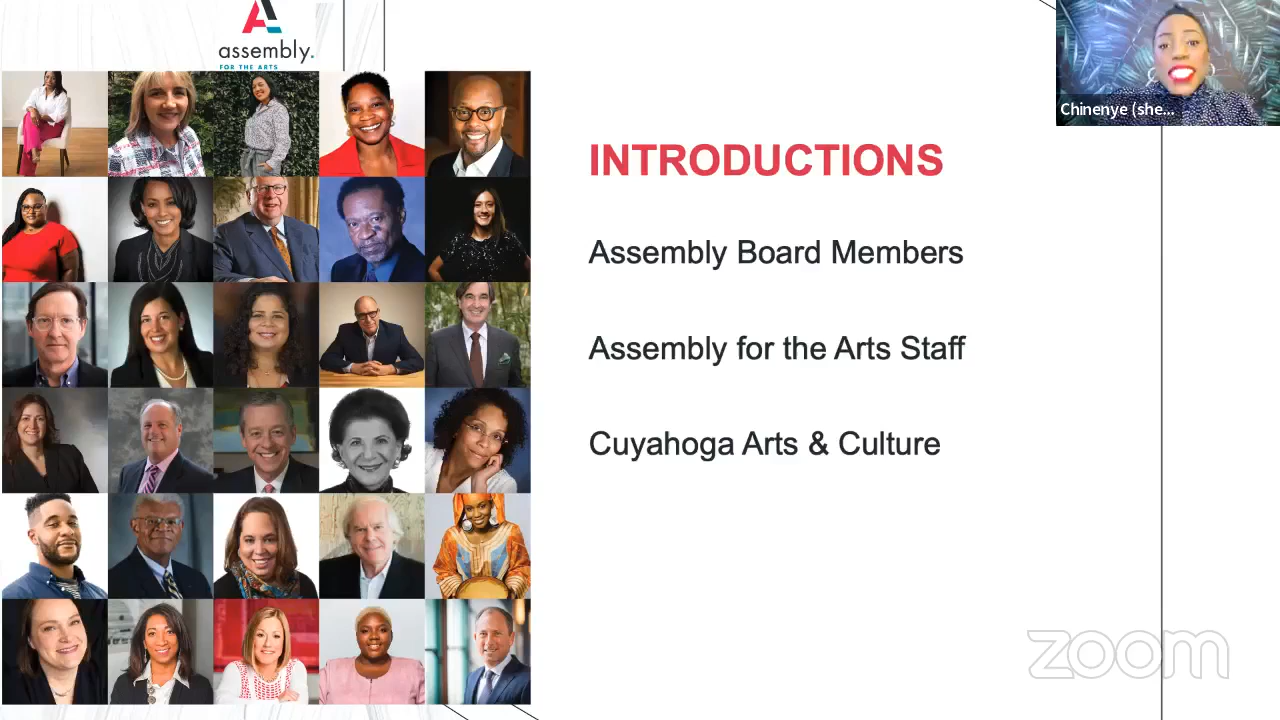 assembly.
FOR THE ARTS
Chinenye (she...
INTRODUCTIONS
Assembly Board Members
Assembly for the Arts Staff
Cuyahoga Arts & Culture
zoom